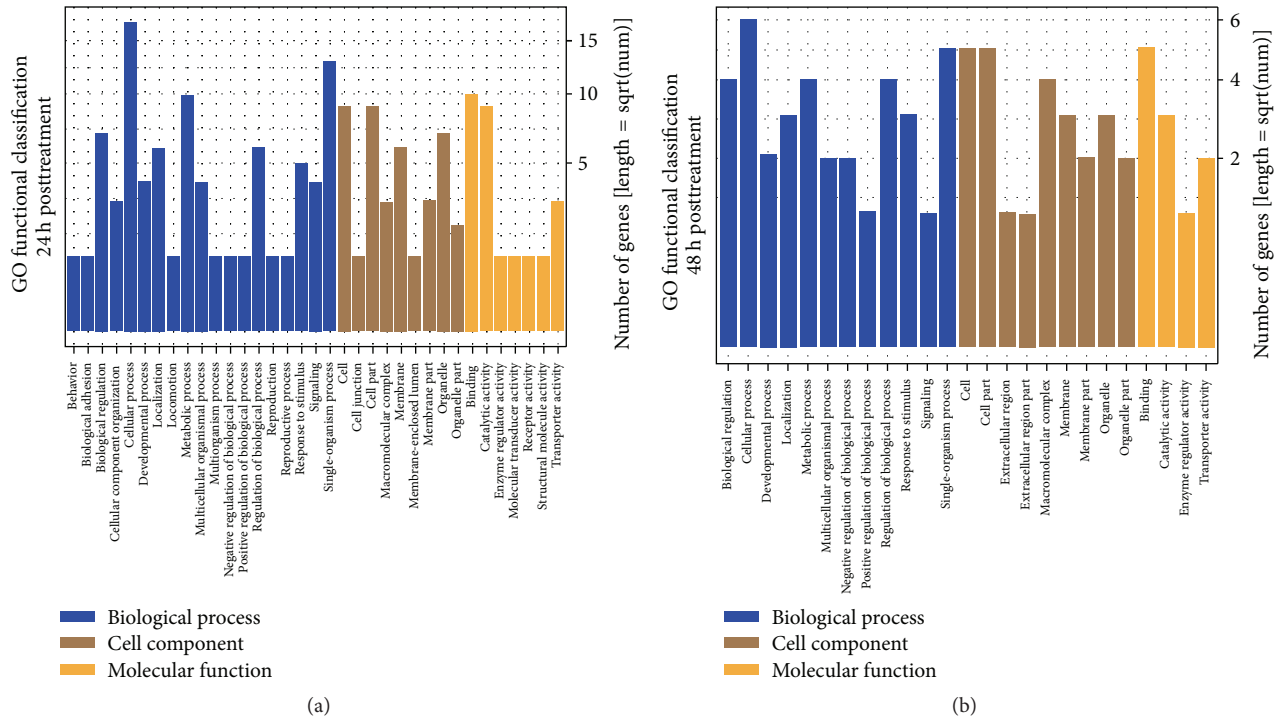 GO functional classification
24 h posttreatment
15
10
5
Number of genes [length = sqrt(num)]
Behavior
Biological adhesion
Biological regulation
Cellular component organization
Cellular process
Developmental process
Localization
Locomotion
Metabolic process
Multicellular organismal process
Multiorganism process
Negative regulation of biological process
Positive regulation of biological process
Regulation of biological process
Reproduction
Reproductive process
Response to stimulus
Signaling
Single-organism process
Cell
Cell junction
Cell part
Macromolecular complex
Membrane
Membrane-enclosed lumen
Membrane part
Organelle
Organelle part
Binding
Catalytic activity
Enzyme regulator activity
Molecular transducer activity
Receptor activity
Structural molecule activity
Transporter activity
Biological process
Cell component
Molecular function
(a)
GO functional classification
48 h posttreatment
6
4
2
Number of genes [length = sqrt(num)]
Biological regulation
Cellular process
Developmental process
Localization
Metabolic process
Multicellular organismal process
Negative regulation of biological process
Positive regulation of biological process
Regulation of biological process
Response to stimulus
Signaling
Single-organism process
Cell
Cell part
Extracellular region
Extracellular region part
Macromodecular complex
Membrane
Membrane part
Organelle
Organelle part
Binding
Catalytic activity
Enzyme regulator activity
Transporter activity
Biological process
Cell component
Molecular function
(b)